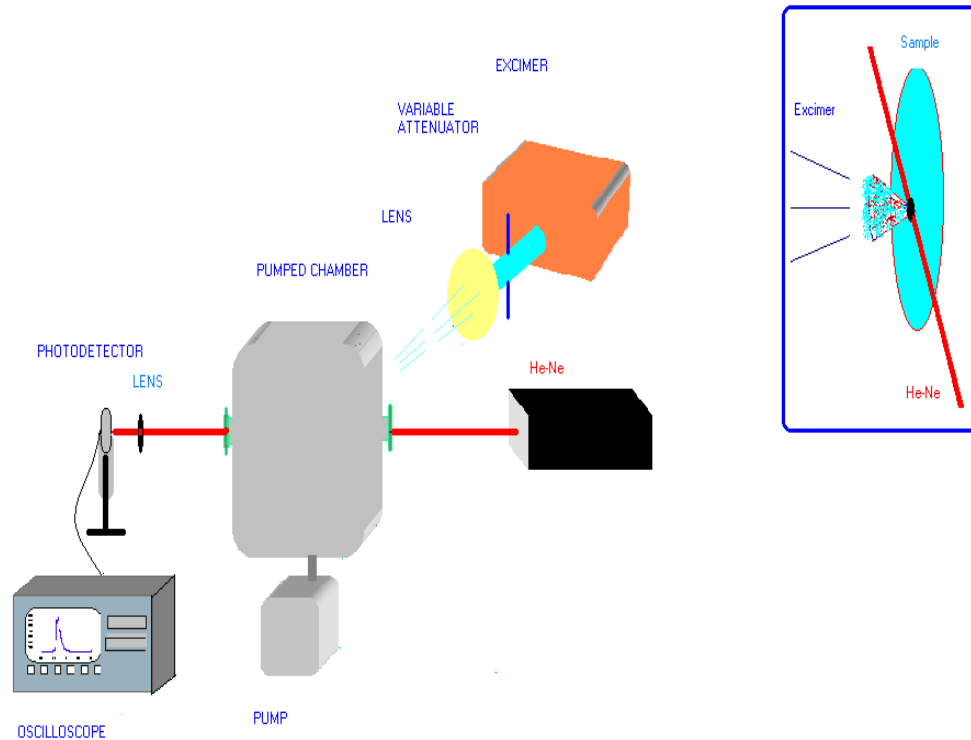 EXCIMER
VARIABLE
ATTENUATOR
LENS
PUMPED CHAMBER
PHOTODETECTOR
LENS
He-Ne
PUMP
OSCILLOSCOPE
Sample
Excimer
He-Ne